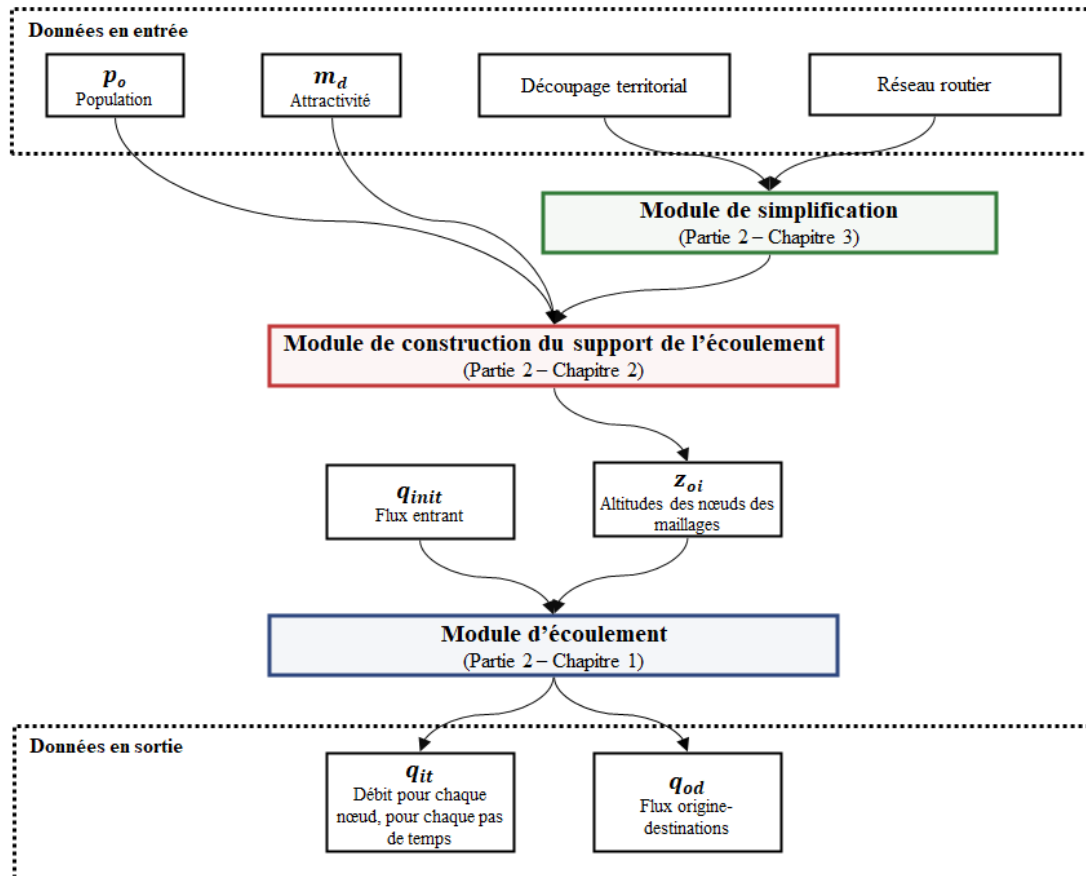 Données en entrée
p_o
Population
m_d
Attractivité
Découpage territorial
Réseau routier
Module de simplification
(Partie 2 – Chapitre 3)
Module de construction du support de l'écoulement
(Partie 2 – Chapitre 2)
q_init
Flux entrant
z_oi
Altitudes des nœuds des
maillages
Module d'écoulement
(Partie 2 – Chapitre 1)
Données en sortie
q_it
Débit pour chaque
nœud, pour chaque pas
de temps
q_od
Flux origine-
destinations